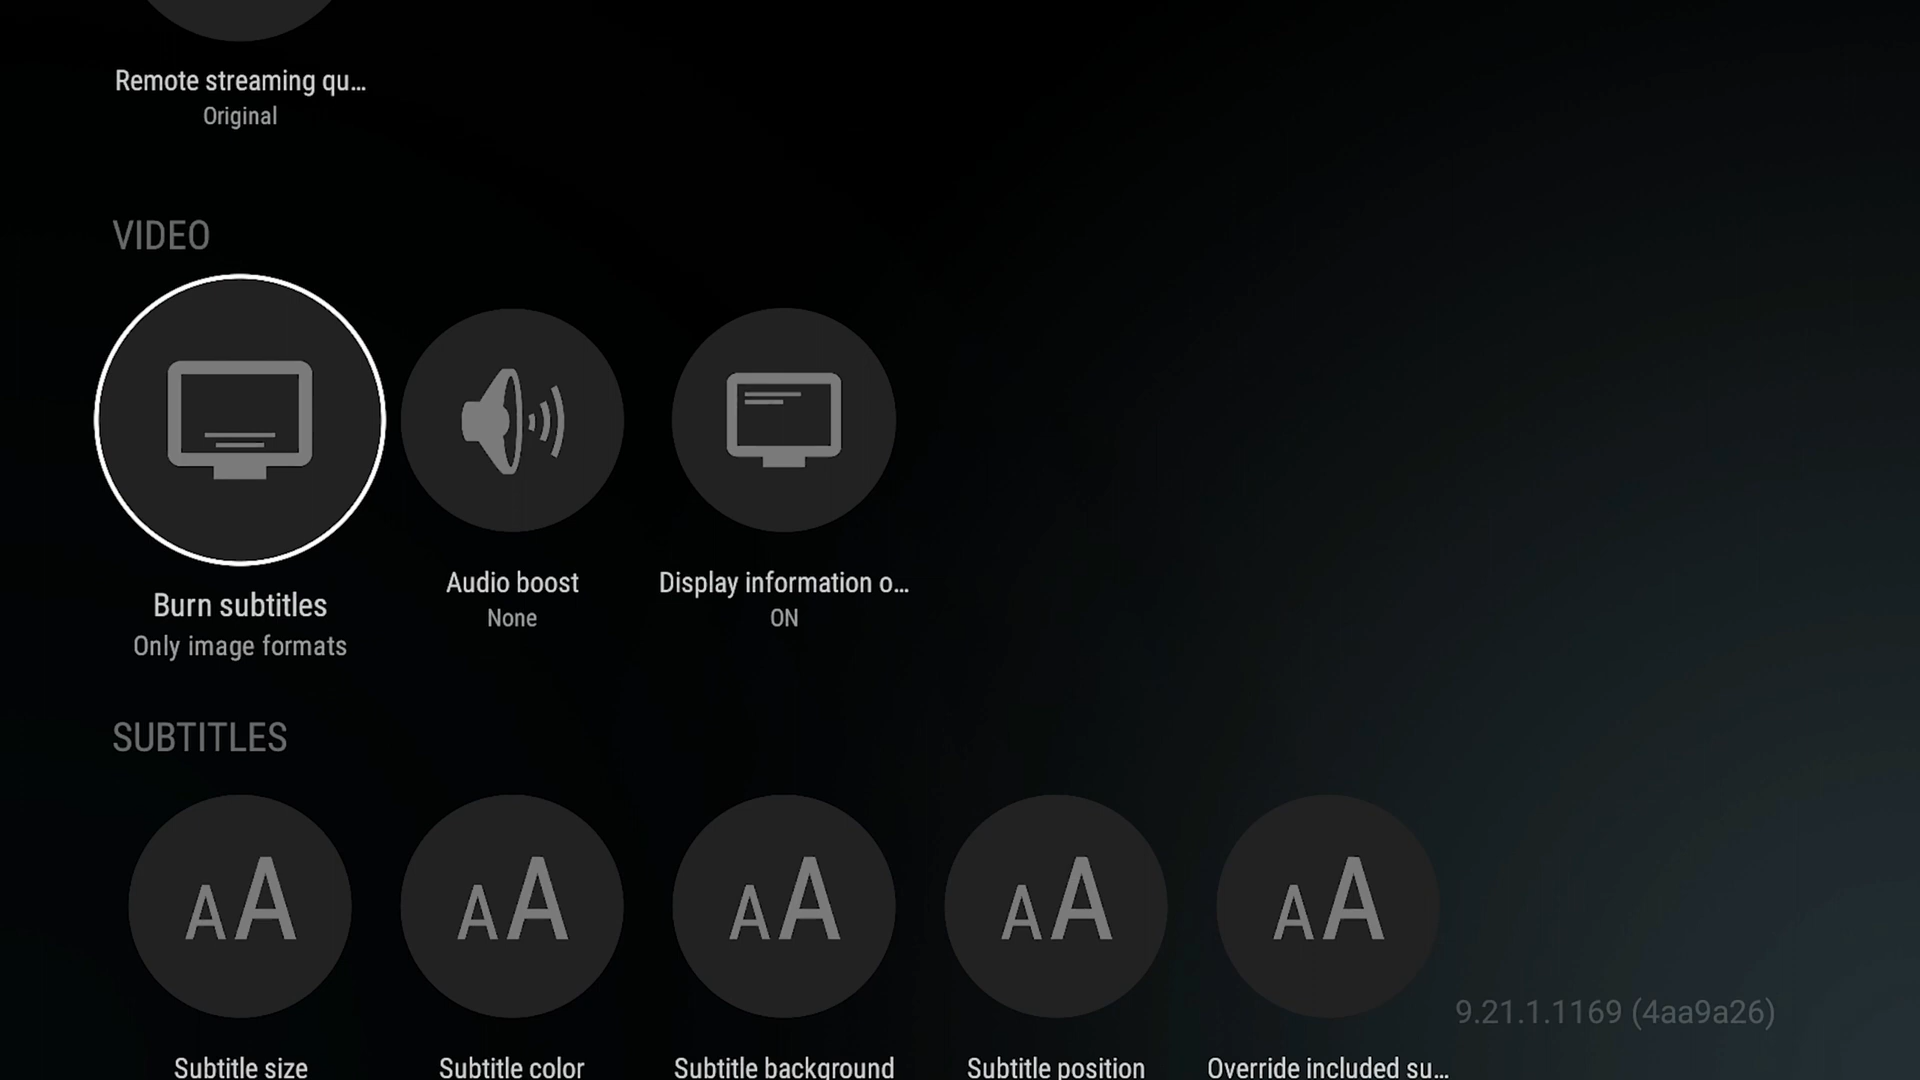 Remote streaming qu...
Original
VIDEO
Burn subtitles
Only image formats
Audio boost
None
Display information o...
ON
SUBTITLES
AA
AA
AA
AA
AA
Subtitle size
Subtitle color
Subtitle background
Subtitle position
Override included su...
9.21.1.1169 (4aa9a26)